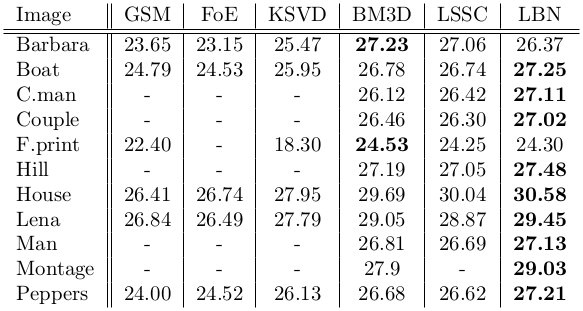 Image GSM FoE KSVD BM3D LSSC LBN
Barbara 23.65 23.15 25.47 27.23 27.06 26.37
Boat 24.79 24.53 25.95 26.78 26.74 27.25
C.man - - - 26.12 26.42 27.11
Couple - - - 26.46 26.30 27.02
F.print 22.40 - 18.30 24.53 24.25 24.30
Hill - - - 27.19 27.05 27.48
House 26.41 26.74 27.95 29.69 30.04 30.58
Lena 26.84 26.49 27.79 29.05 28.87 29.45
Man - - - 26.81 26.69 27.13
Montage - - - 27.9 - 29.03
Peppers 24.00 24.52 26.13 26.68 26.62 27.21